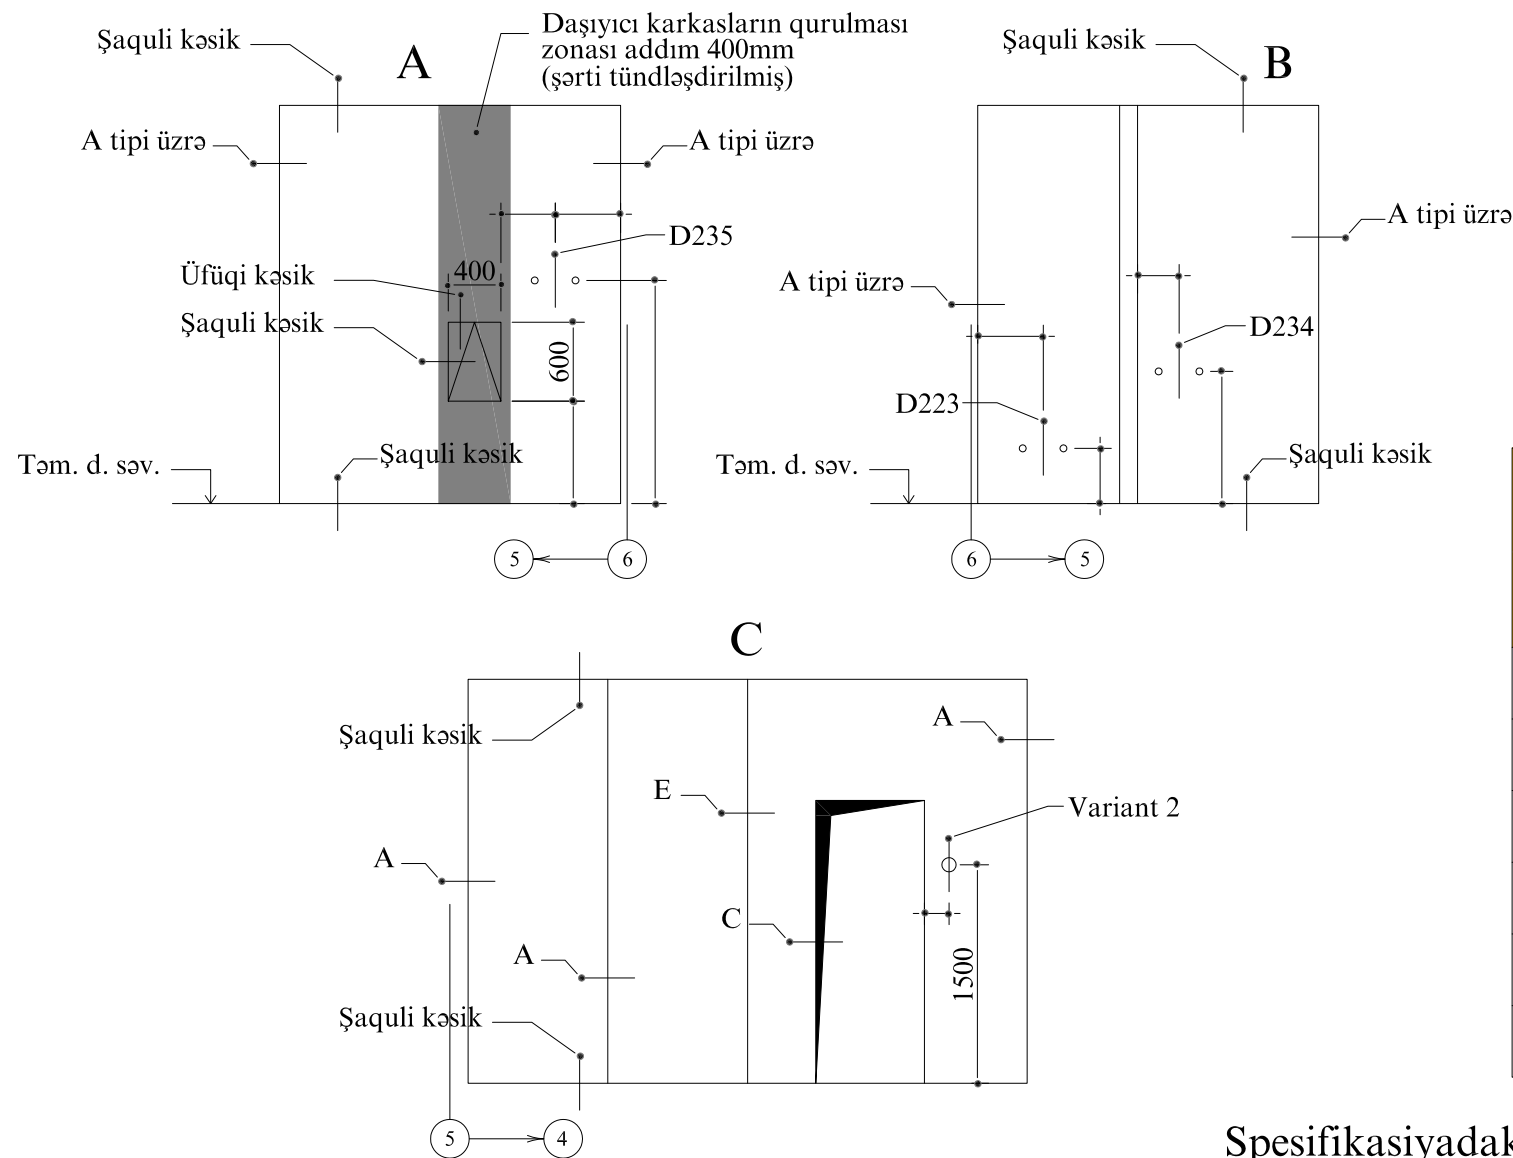 Şaquli kəsik
A
Daşıyıcı karkasların qurulması
zonası addım 400mm
(şərti tündləşdirilmiş)
A tipi üzrə
A tipi üzrə
D235
400
Üfüqi kəsik
Şaquli kəsik
600
Şaquli kəsik
Təm. d. səv.
5
6
Şaquli kəsik
B
A tipi üzrə
A tipi üzrə
D234
D223
Şaquli kəsik
Təm. d. səv.
6
5
C
Şaquli kəsik
A
E
Variant 2
A
C
A
1500
Şaquli kəsik
5
4